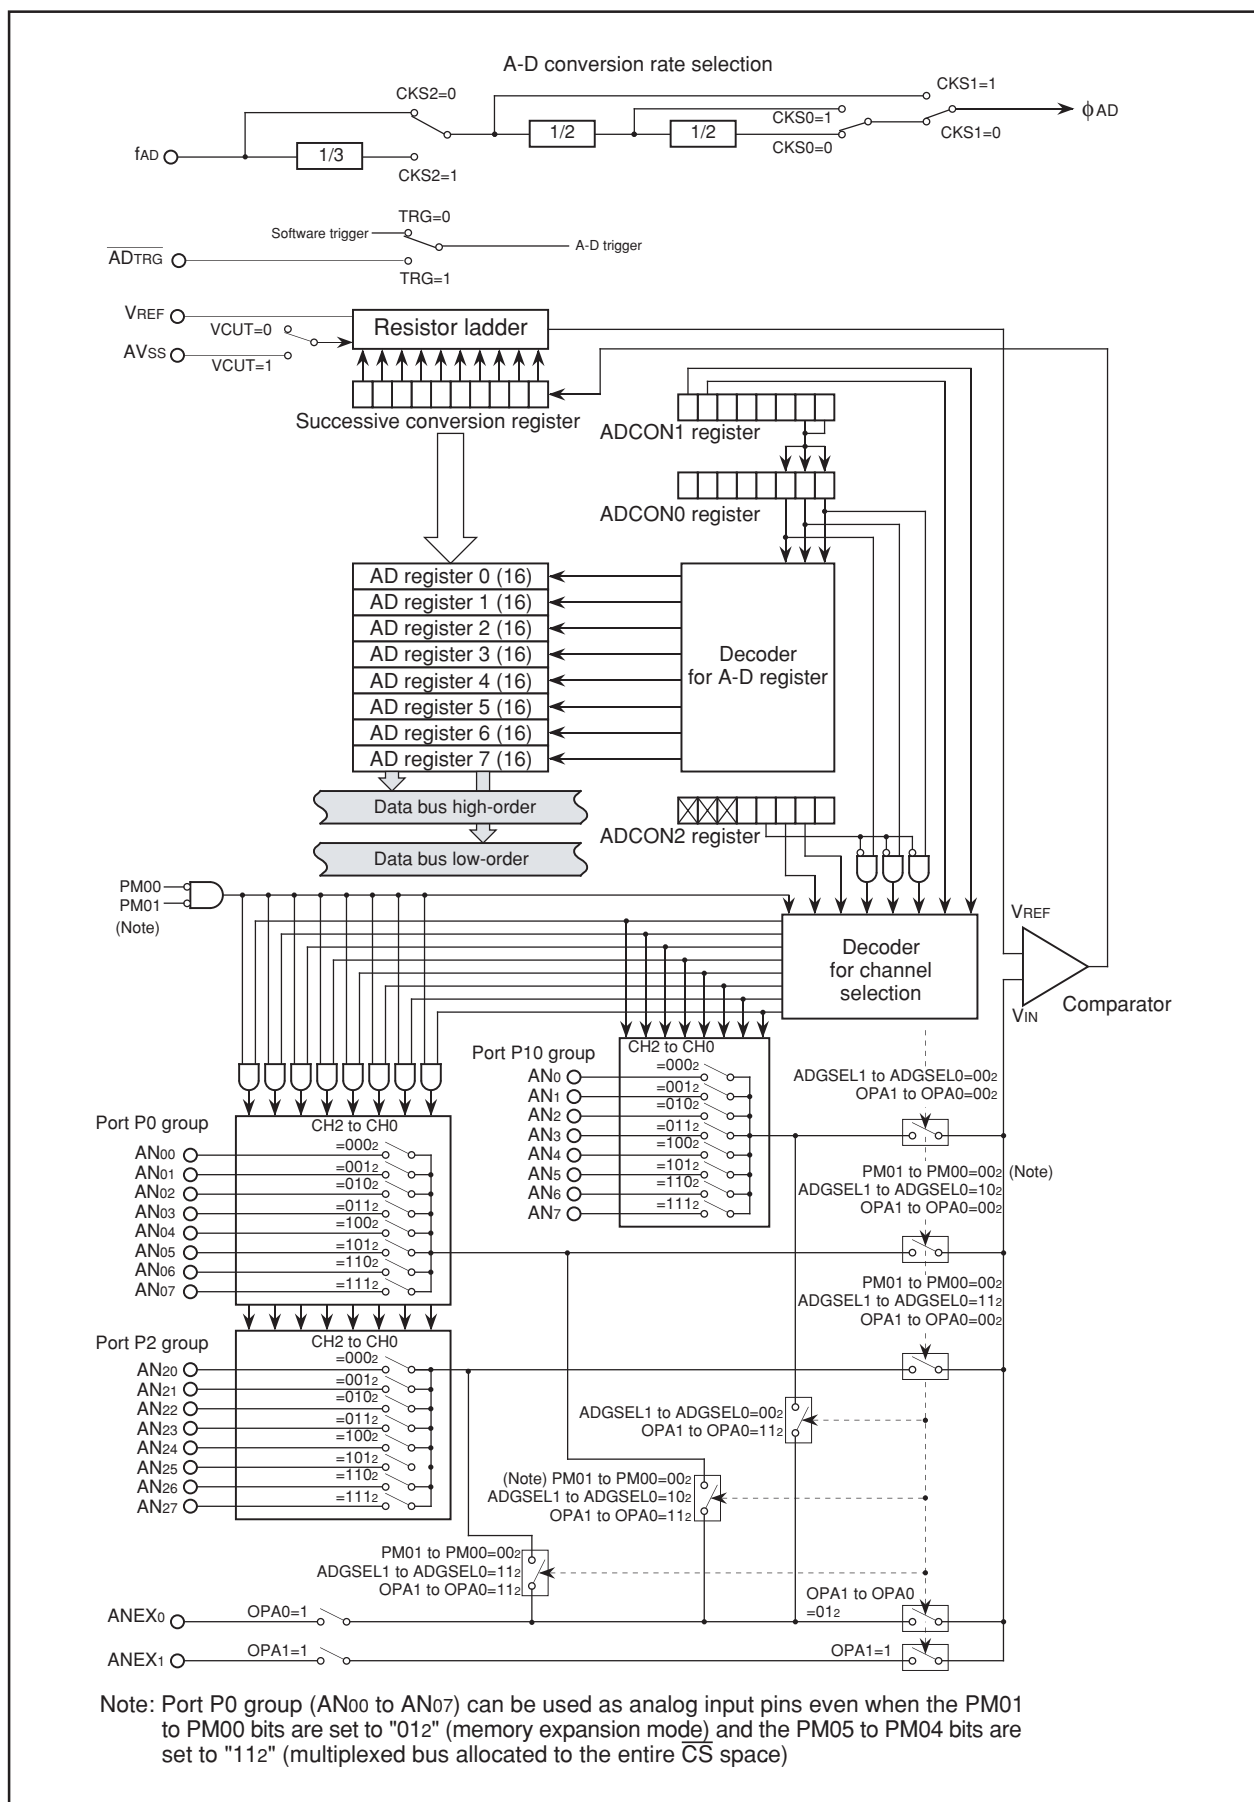 A-D conversion rate selection
CKS2=0
CKS1=1
CKS0=1
φAD
1/2
1/2
CKS1=0
CKS0=0
fAD
1/3
CKS2=1
TRG=0
Software trigger
A-D trigger
ADTRG
TRG=1
VREF
VCUT=0
Resistor ladder
AVSS
VCUT=1
Successive conversion register
ADCON1 register
ADCON0 register
AD register 0 (16)
AD register 1 (16)
AD register 2 (16)
AD register 3 (16)
AD register 4 (16)
AD register 5 (16)
AD register 6 (16)
AD register 7 (16)
Decoder
for A-D register
Data bus high-order
ADCON2 register
Data bus low-order
PM00
PM01
(Note)
VREF
Decoder
for channel
selection
Comparator
VIN
Port P10 group
CH2 to CH0
AN0
=0002
AN1
=0012
AN2
=0102
AN3
=0112
AN4
=1002
AN5
=1012
AN6
=1102
AN7
=1112
ADGSEL1 to ADGSEL0=002
OPA1 to OPA0=002
Port P0 group
CH2 to CH0
AN00
=0002
AN01
=0012
AN02
=0102
AN03
=0112
AN04
=1002
AN05
=1012
AN06
=1102
AN07
=1112
PM01 to PM00=002 (Note)
ADGSEL1 to ADGSEL0=102
OPA1 to OPA0=002
PM01 to PM00=002
ADGSEL1 to ADGSEL0=112
OPA1 to OPA0=002
Port P2 group
CH2 to CH0
AN20
=0002
AN21
=0012
AN22
=0102
AN23
=0112
AN24
=1002
AN25
=1012
AN26
=1102
AN27
=1112
ADGSEL1 to ADGSEL0=002
OPA1 to OPA0=112
(Note) PM01 to PM00=002
ADGSEL1 to ADGSEL0=102
OPA1 to OPA0=112
PM01 to PM00=002
ADGSEL1 to ADGSEL0=112
OPA1 to OPA0=112
ANEX0
OPA0=1
OPA1 to OPA0
=012
ANEX1
OPA1=1
OPA1=1
Note: Port P0 group (AN00 to AN07) can be used as analog input pins even when the PM01
to PM00 bits are set to "012" (memory expansion mode) and the PM05 to PM04 bits are
set to "112" (multiplexed bus allocated to the entire CS space)